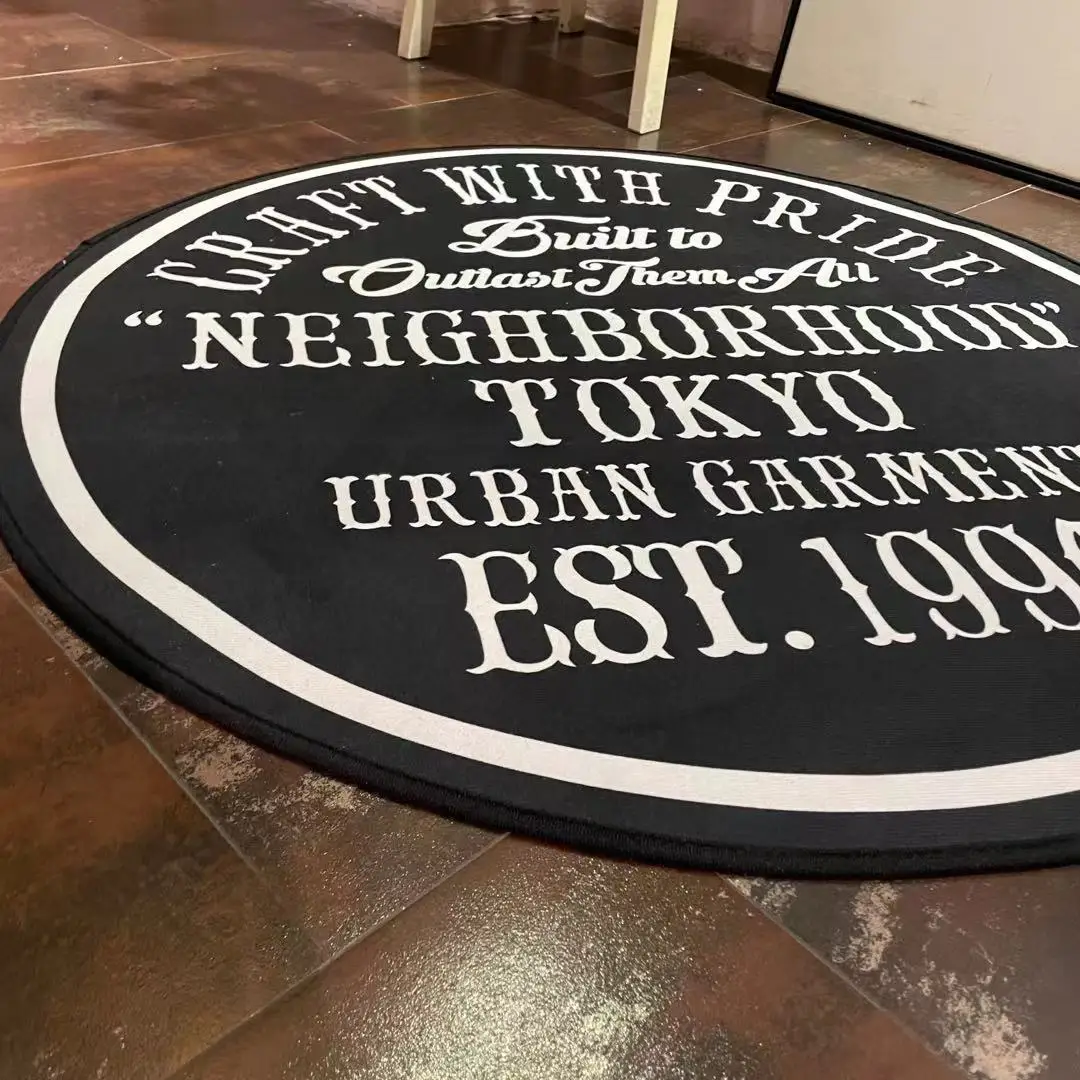 CRAFT WITH PRIDE
Built to
Outlast Them All
“NEIGHBORHOOD”
TOKYO
URBAN GARMENT
EST. 199